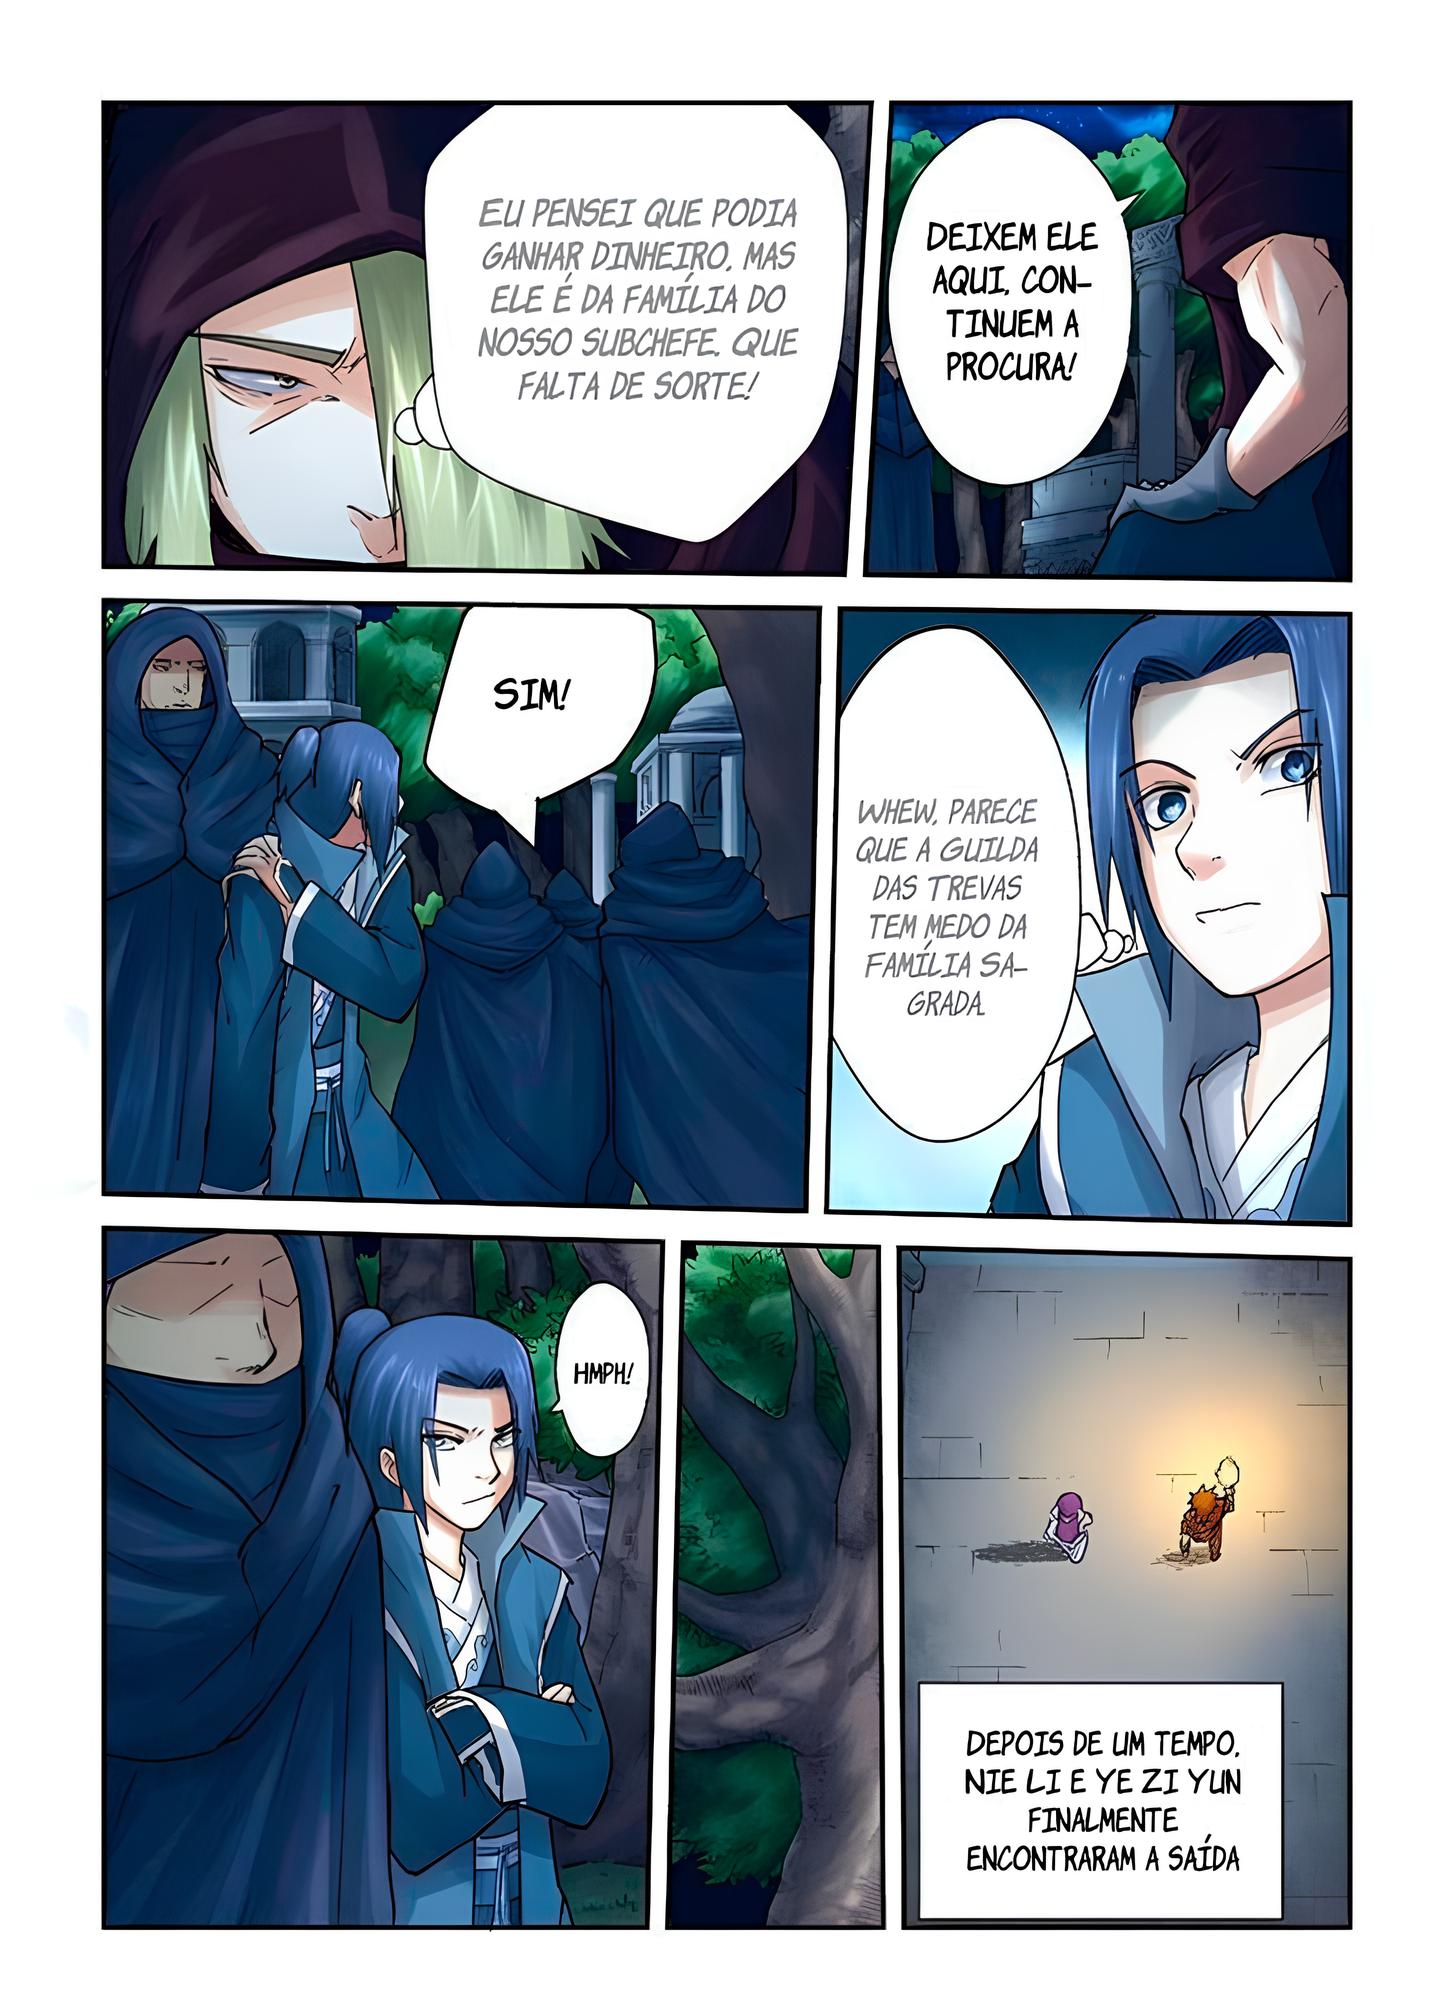 EU PENSEI QUE PODIA
GANHAR DINHEIRO, MAS
ELE É DA FAMÍLIA DO
NOSSO SUBCHEFE. QUE
FALTA DE SORTE!
DEIXEM ELE
AQUI, CON-
TINUEM A
PROCURA!
SIM!
WHEW, PARECE
QUE A GUILDA
DAS TREVAS
TEM MEDO DA
FAMÍLIA SA-
GRADA.
HMPH!
DEPOIS DE UM TEMPO,
NIE LI E YE ZI YUN
FINALMENTE
ENCONTRARAM A SAÍDA